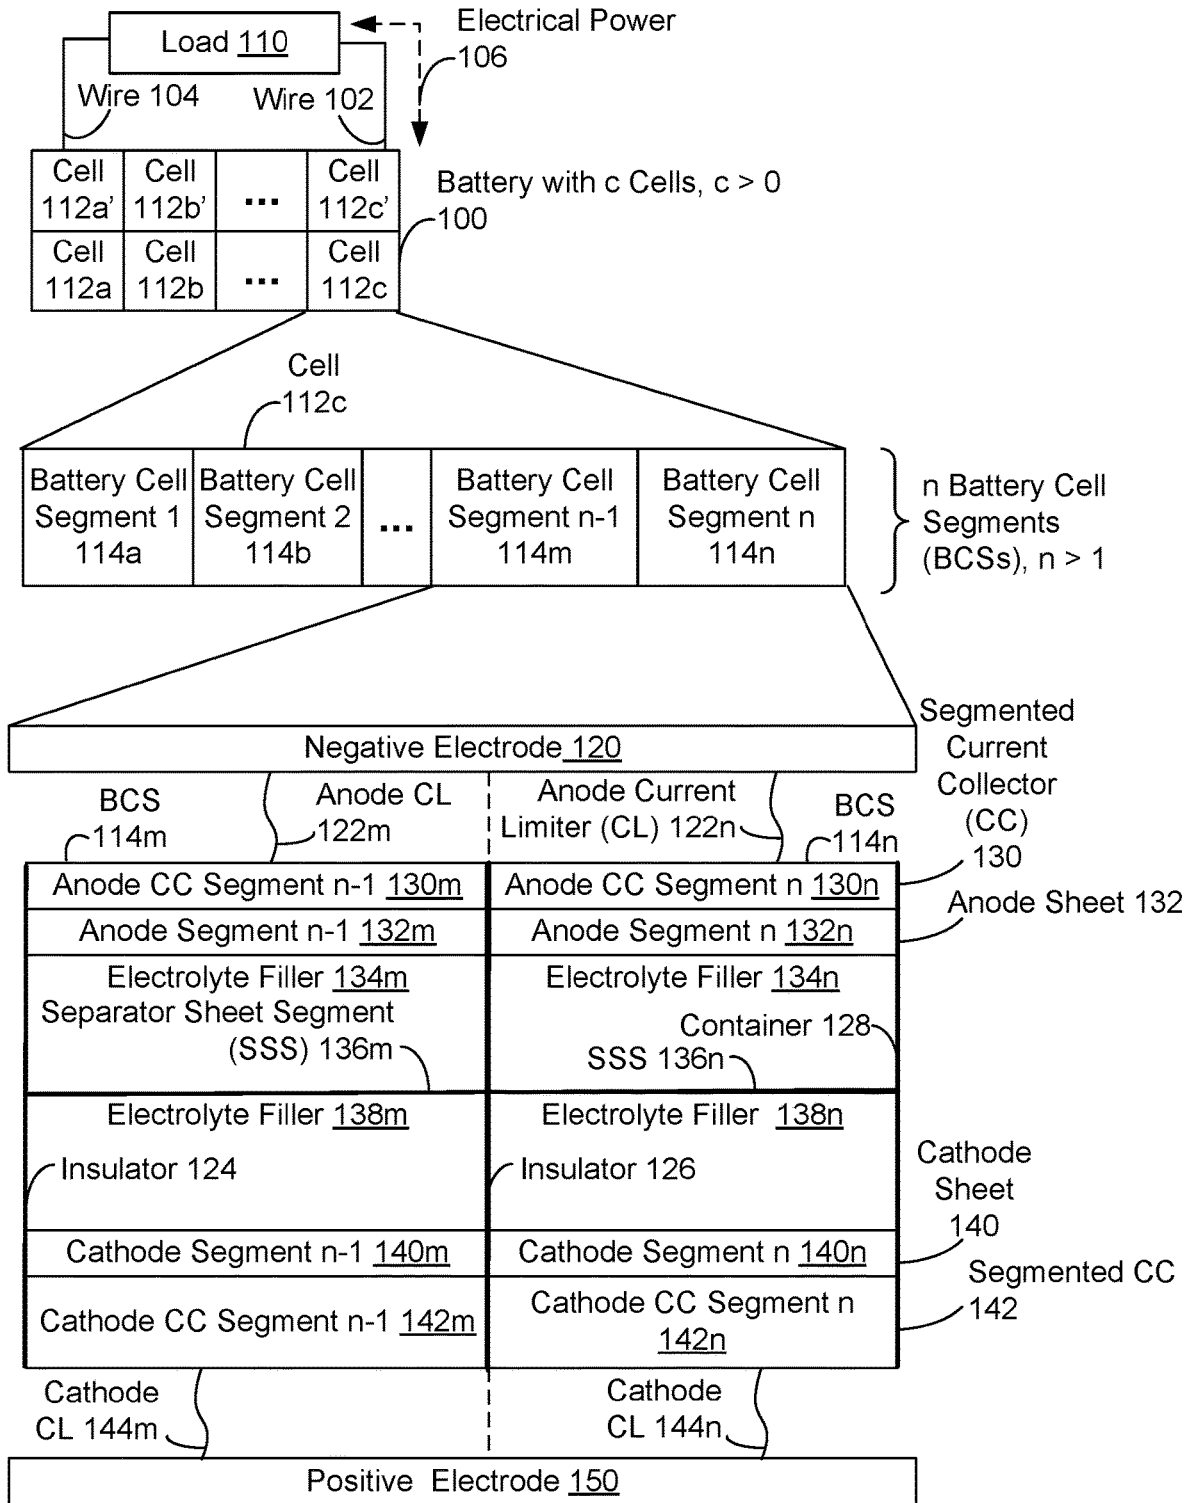 Load 110
Electrical Power
106
Wire 104
Wire 102
Cell
112a'
Cell
112b'
...
Cell
112c'
Cell
112a
Cell
112b
...
Cell
112c
Battery with c Cells, c > 0
100
Cell
112c
Battery Cell
Segment 1
114a
Battery Cell
Segment 2
114b
...
Battery Cell
Segment n-1
114m
Battery Cell
Segment n
114n
n Battery Cell
Segments
(BCSs), n > 1
Negative Electrode 120
Segmented
Current
Collector
(CC)
130
BCS
114m
Anode CL
122m
Anode Current
Limiter (CL) 122n
BCS
114n
Anode CC Segment n-1 130m
Anode CC Segment n 130n
Anode Sheet 132
Anode Segment n-1 132m
Anode Segment n 132n
Electrolyte Filler 134m
Electrolyte Filler 134n
Separator Sheet Segment
(SSS) 136m
Container 128
SSS 136n
Electrolyte Filler 138m
Electrolyte Filler 138n
Insulator 124
Insulator 126
Cathode
Sheet
140
Cathode Segment n-1 140m
Cathode Segment n 140n
Segmented CC
142
Cathode CC Segment n-1 142m
Cathode CC Segment n
142n
Cathode
CL 144m
Cathode
CL 144n
Positive Electrode 150